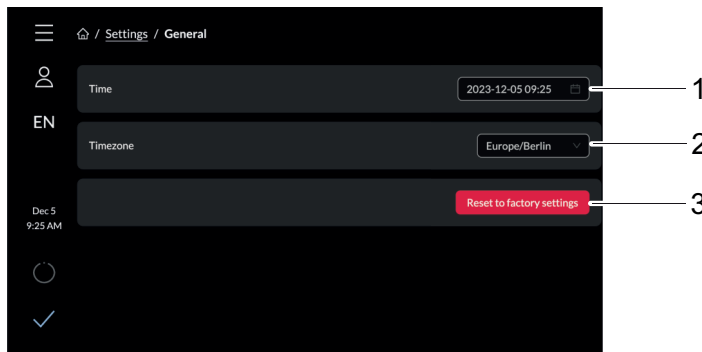 / Settings / General
Time
2023-12-05 09:25
1
EN
Timezone
Europe/Berlin
2
Reset to factory settings
3
Dec 5
9:25 AM